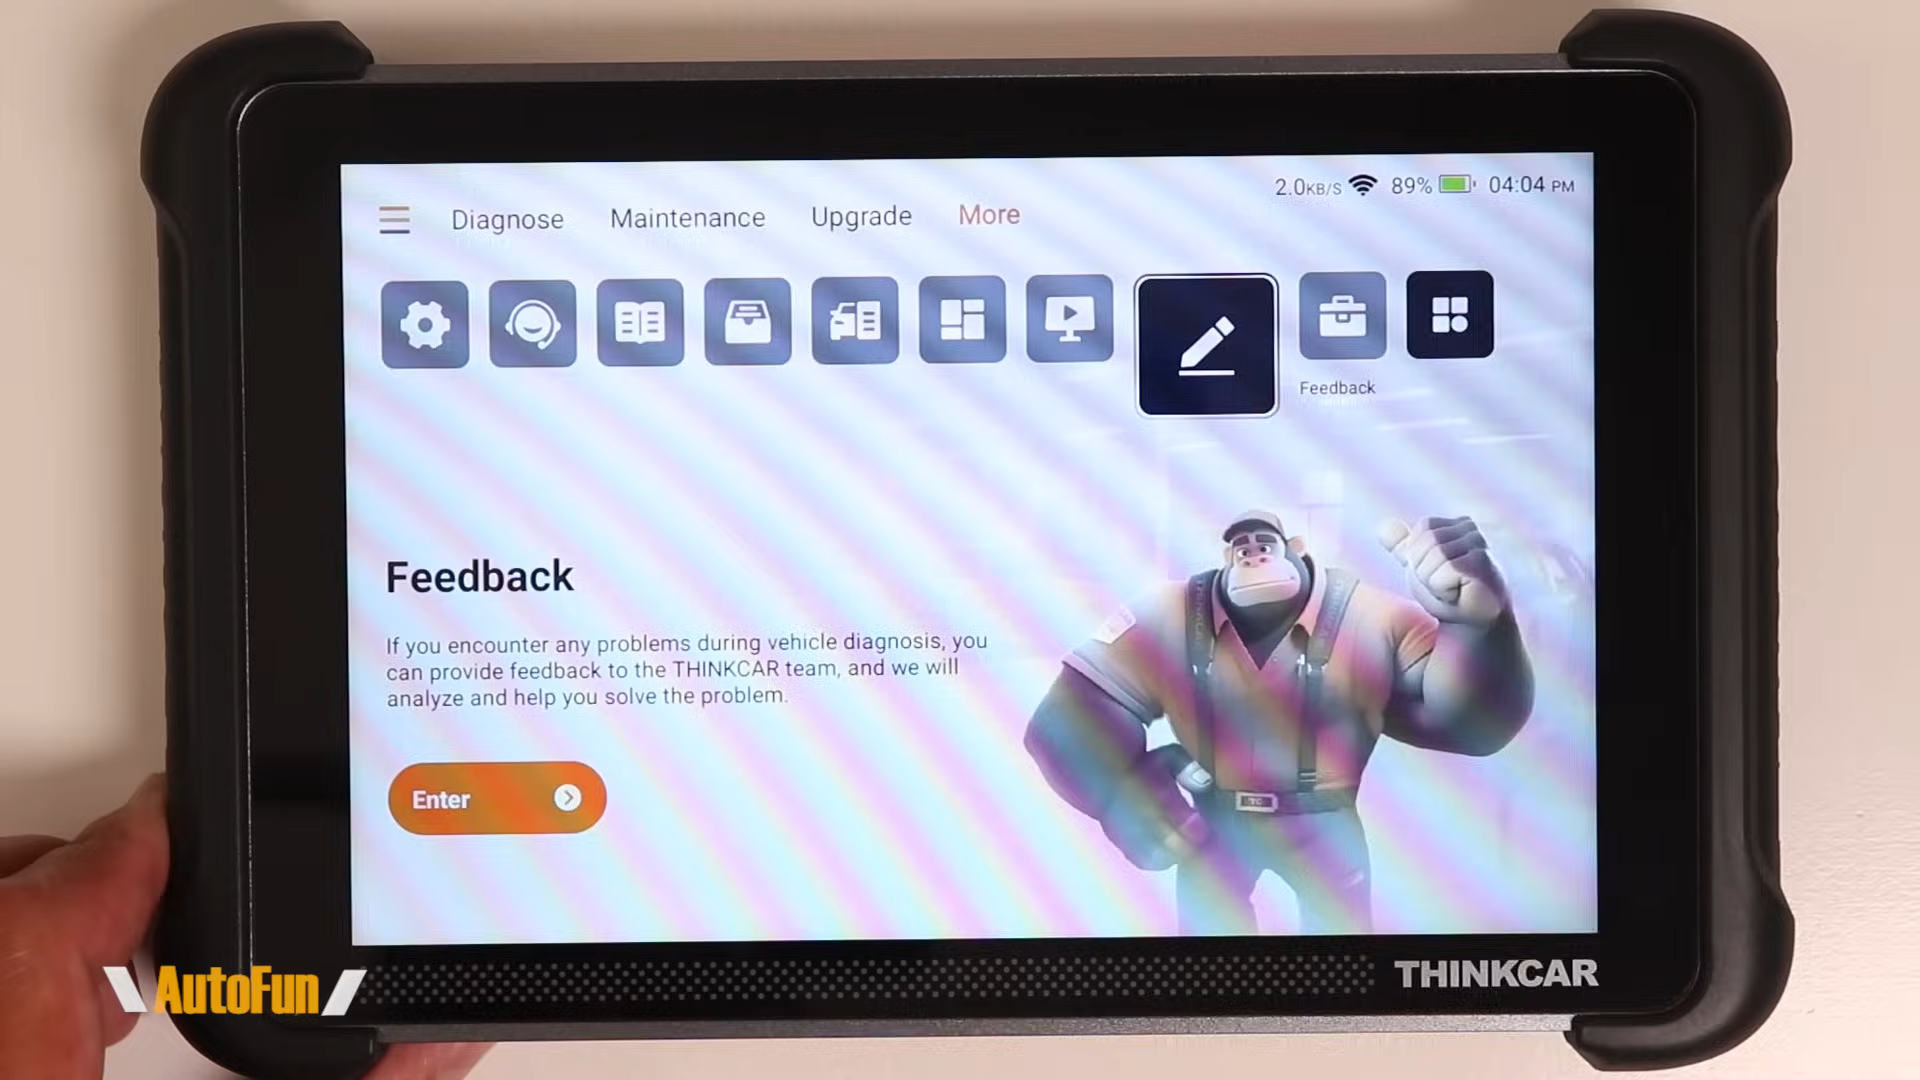 2.0KB/S 89% 04:04 PM
Diagnose Maintenance Upgrade More
Feedback
Feedback
If you encounter any problems during vehicle diagnosis, you
can provide feedback to the THINKCAR team, and we will
analyze and help you solve the problem.
Enter
TC
THINKCAR
AutoFun